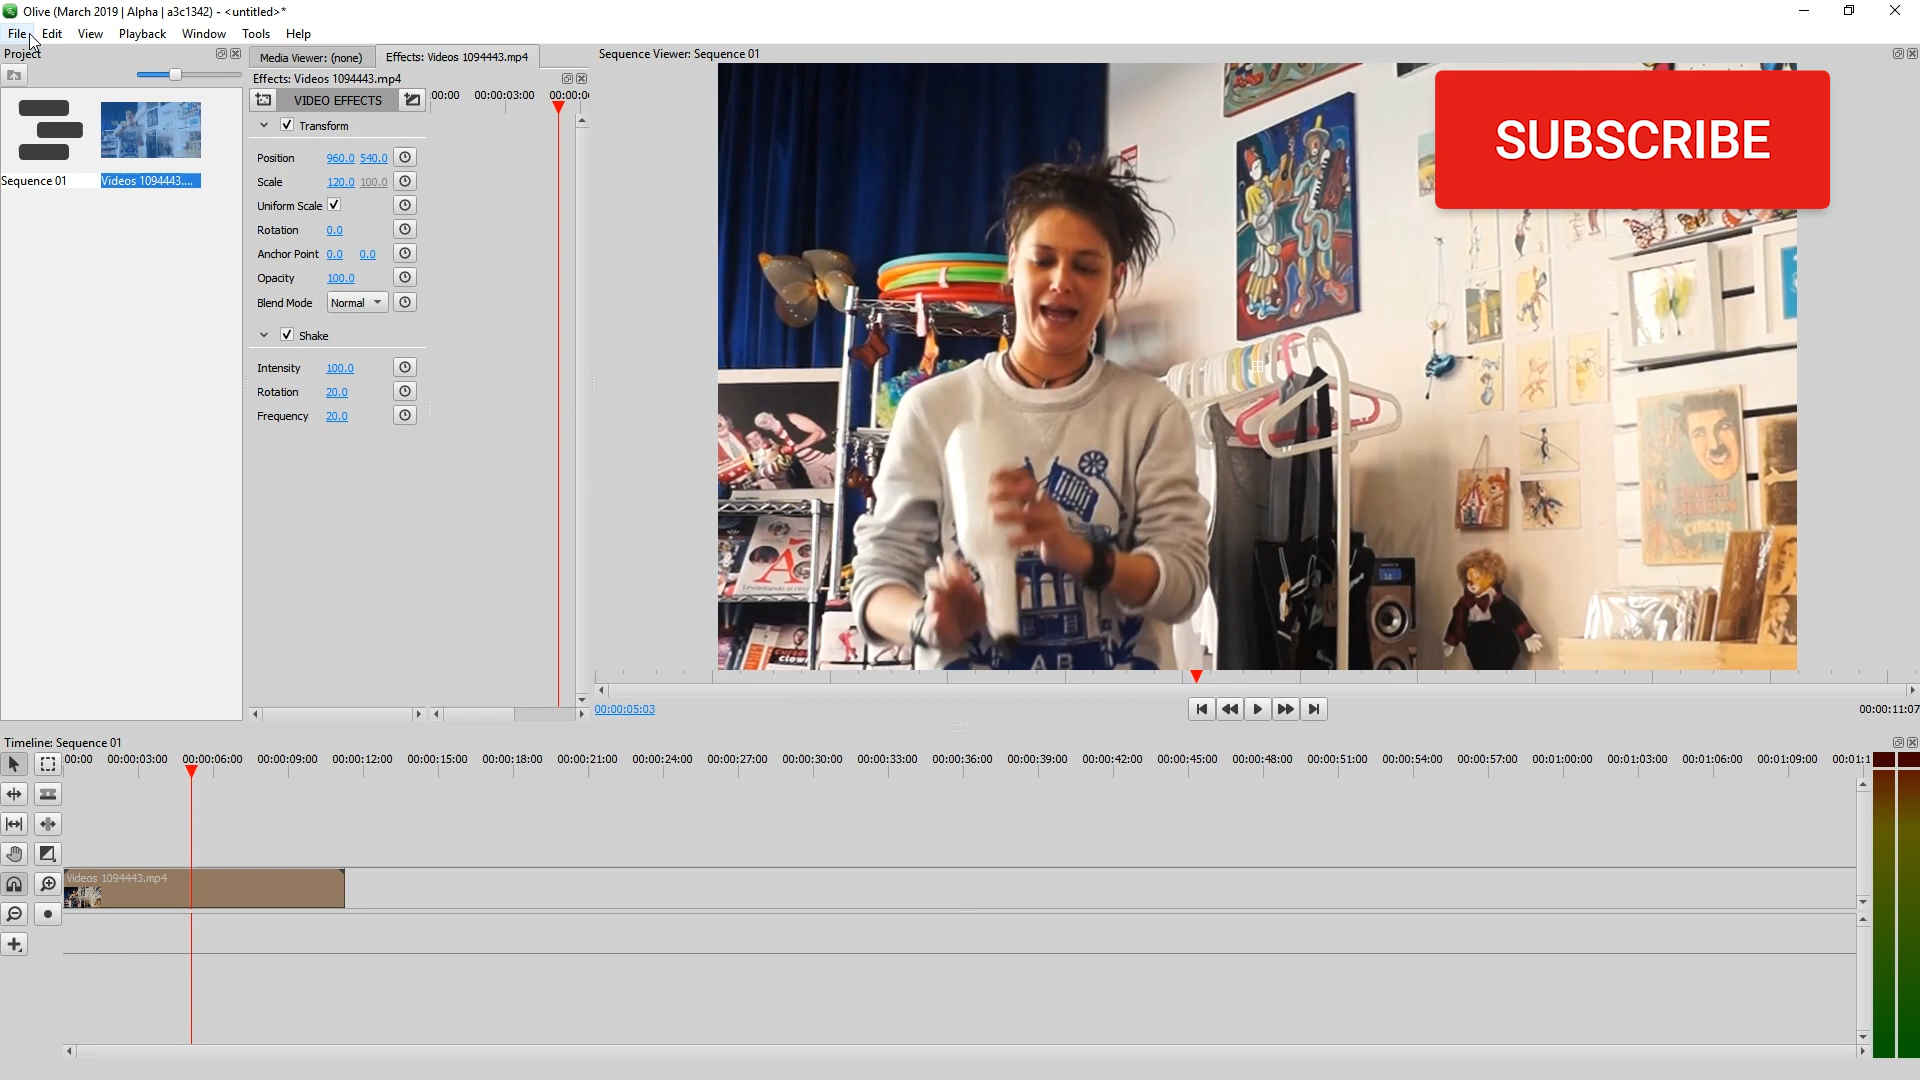 Olive (March 2019 | Alpha | a3c1342) - <untitled>*
File Edit View Playback Window Tools Help
Project
Media Viewer: (none) Effects: Videos 1094443.mp4
Sequence Viewer: Sequence 01
Effects: Videos 1094443.mp4
VIDEO EFFECTS
00:00 00:00:03:00 00:00:0
SUBSCRIBE
Transform
Position 960.0 540.0
Scale 120.0 100.0
Uniform Scale
Rotation 0.0
Anchor Point 0.0 0.0
Opacity 100.0
Blend Mode Normal
Shake
Intensity 100.0
Rotation 20.0
Frequency 20.0
Sequence 01 Videos 1094443....
CIRCUS
A
AB
00:00:05:03
00:00:11:07
Timeline: Sequence 01
00:00 00:00:03:00 00:00:06:00 00:00:09:00 00:00:12:00 00:00:15:00 00:00:18:00 00:00:21:00 00:00:24:00 00:00:27:00 00:00:30:00 00:00:33:00 00:00:36:00 00:00:39:00 00:00:42:00 00:00:45:00 00:00:48:00 00:00:51:00 00:00:54:00 00:00:57:00 00:01:00:00 00:01:03:00 00:01:06:00 00:01:09:00 00:01:1
Videos 1094443.mp4